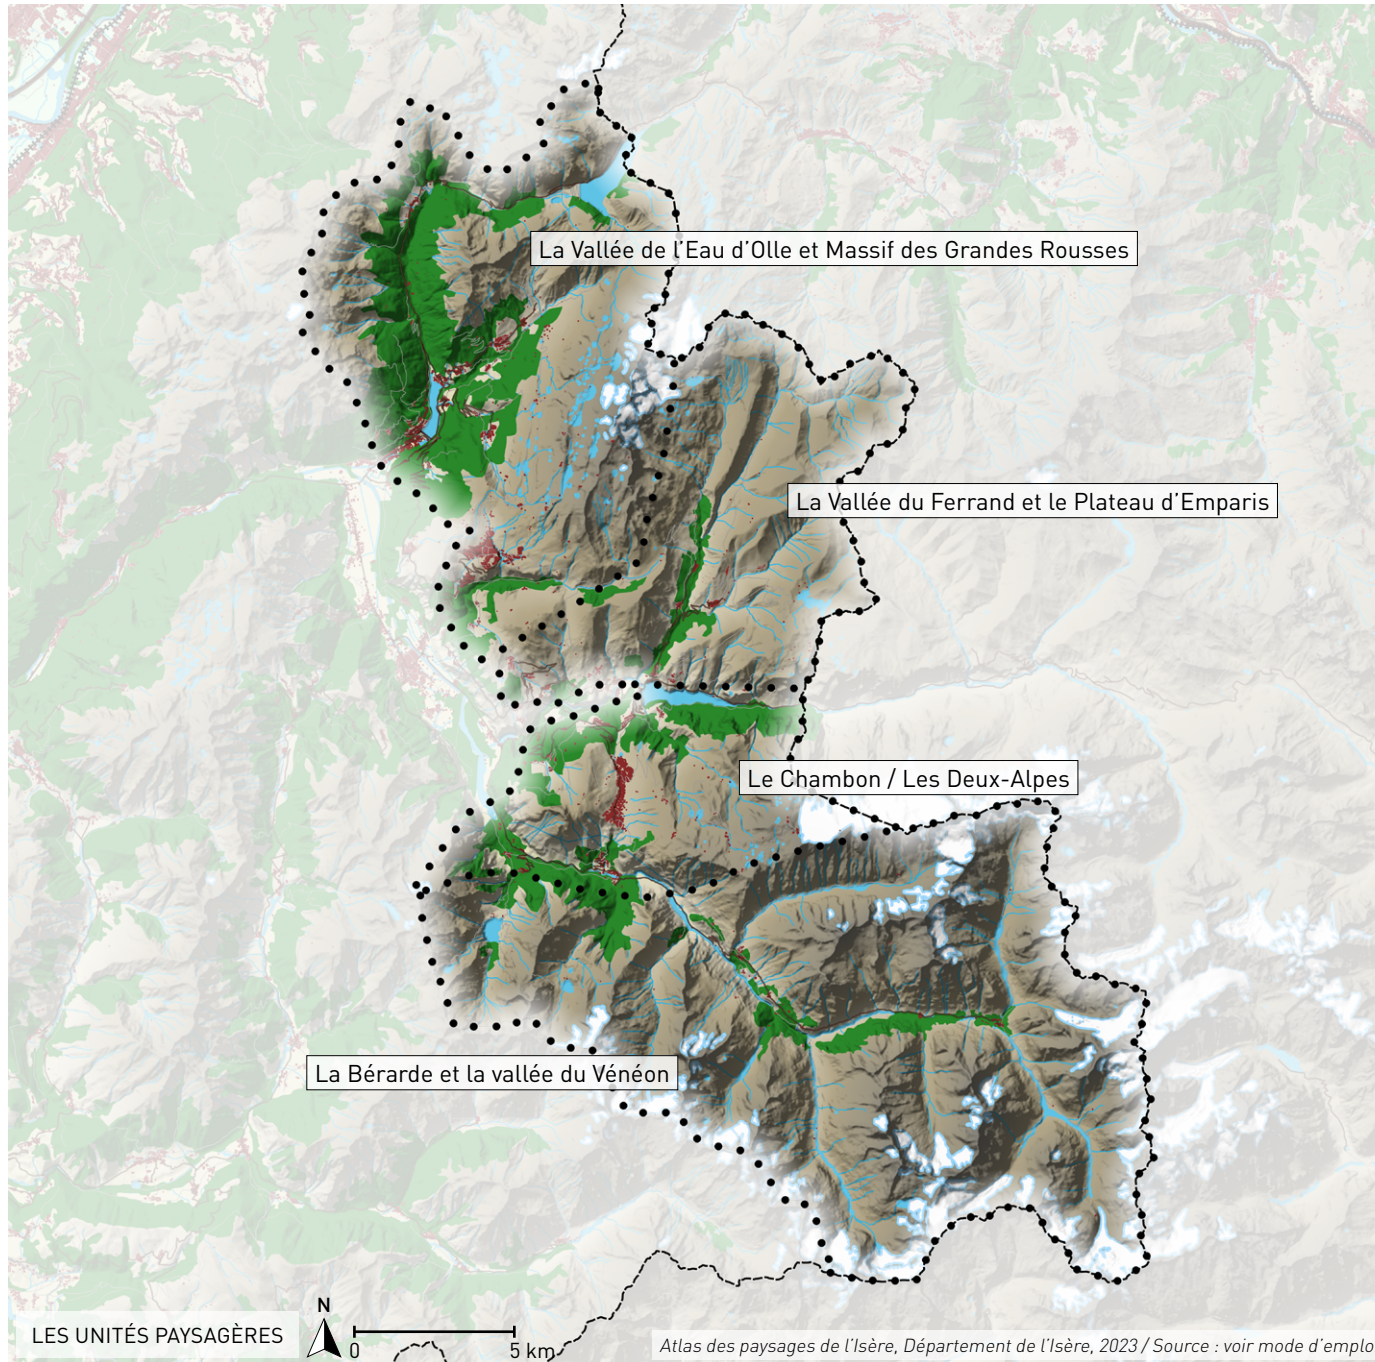 La Vallée de l'Eau d'Olle et Massif des Grandes Rousses
La Vallée du Ferrand et le Plateau d'Emparis
Le Chambon / Les Deux-Alpes
La Bérarde et la vallée du Vénéon
LES UNITÉS PAYSAGÈRES
N
0
5 km
Atlas des paysages de l'Isère, Département de l'Isère, 2023 / Source : voir mode d'emplo